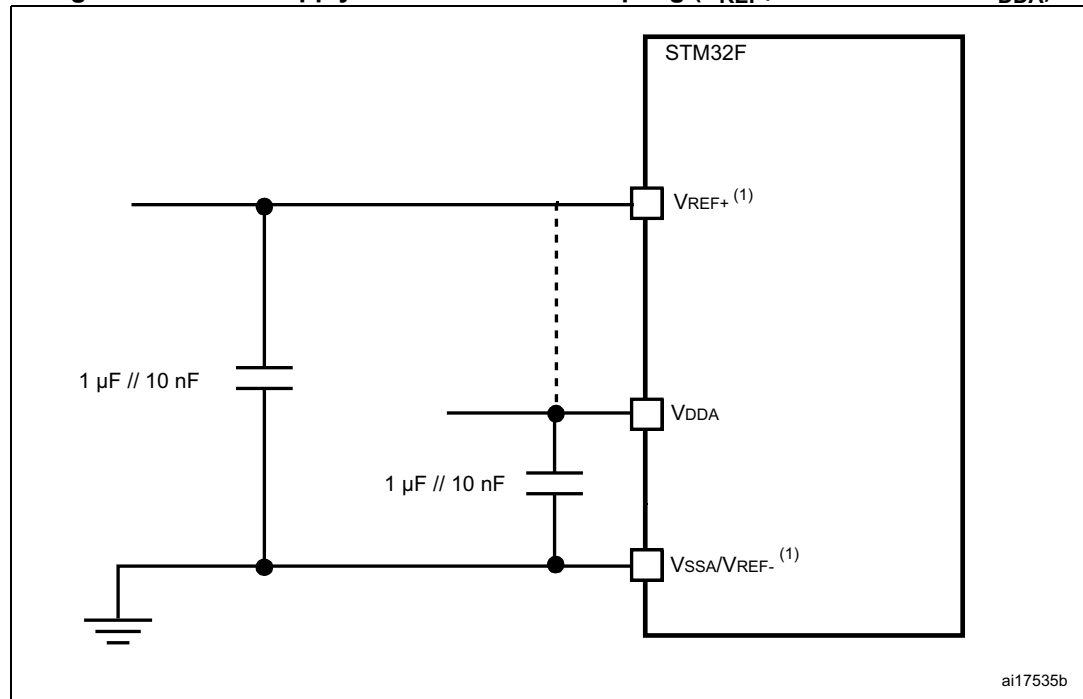 STM32F
VREF+ (1)
1 µF // 10 nF
VDDA
1 µF // 10 nF
VSSA/VREF- (1)
ai17535b